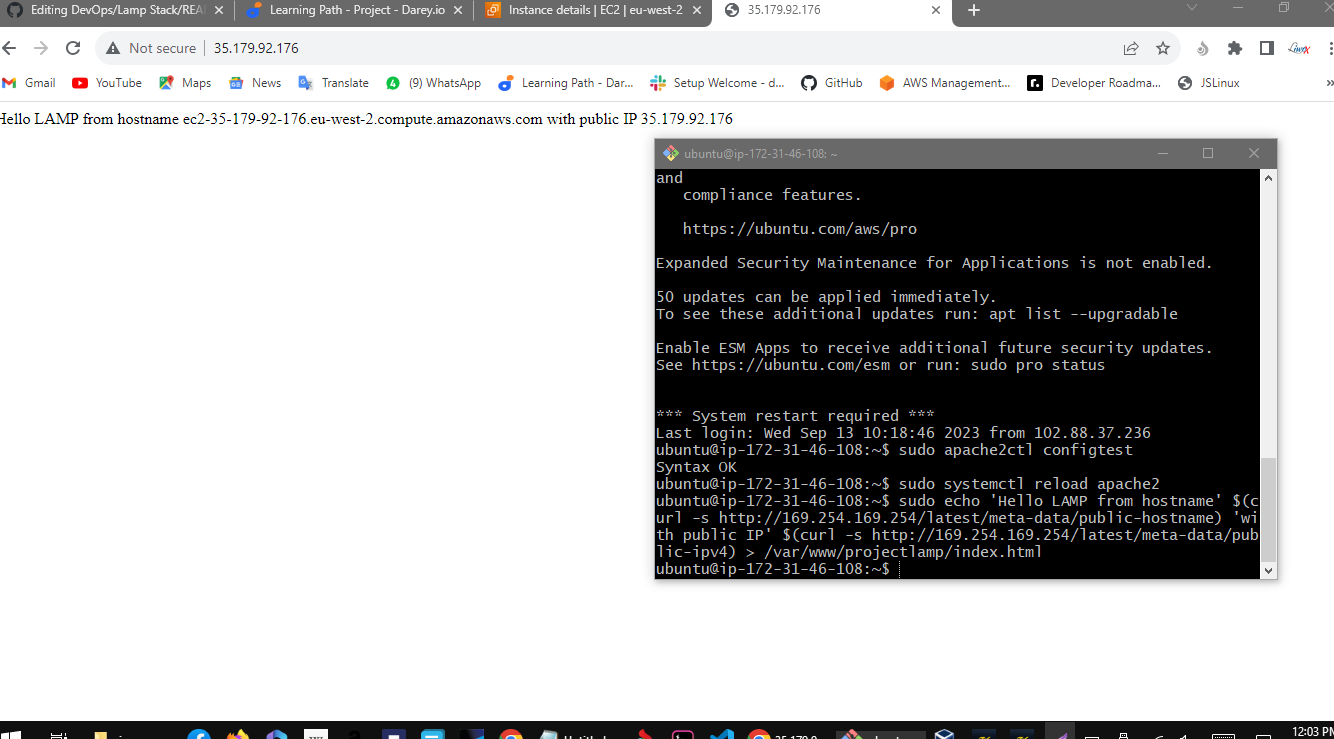 Editing DevOps/Lamp Stack/REA
Learning Path - Project - Darey.io
Instance details | EC2 | eu-west-2
35.179.92.176
Not secure
35.179.92.176
Gmail
YouTube
Maps
News
Translate
(9) WhatsApp
Learning Path - Dar...
Setup Welcome - d...
GitHub
AWS Management...
Developer Roadma...
JSLinux
Hello LAMP from hostname ec2-35-179-92-176.eu-west-2.compute.amazonaws.com with public IP 35.179.92.176
ubuntu@ip-172-31-46-108: ~
and
compliance features.
https://ubuntu.com/aws/pro
Expanded Security Maintenance for Applications is not enabled.
50 updates can be applied immediately.
To see these additional updates run: apt list --upgradable
Enable ESM Apps to receive additional future security updates.
See https://ubuntu.com/esm or run: sudo pro status
*** System restart required ***
Last login: Wed Sep 13 10:18:46 2023 from 102.88.37.236
ubuntu@ip-172-31-46-108:~$ sudo apache2ctl configtest
Syntax OK
ubuntu@ip-172-31-46-108:~$ sudo systemctl reload apache2
ubuntu@ip-172-31-46-108:~$ sudo echo 'Hello LAMP from hostname' $(c
url -s http://169.254.169.254/latest/meta-data/public-hostname) 'wi
th public IP' $(curl -s http://169.254.169.254/latest/meta-data/pub
lic-ipv4) > /var/www/projectlamp/index.html
ubuntu@ip-172-31-46-108:~$
12:03 PM